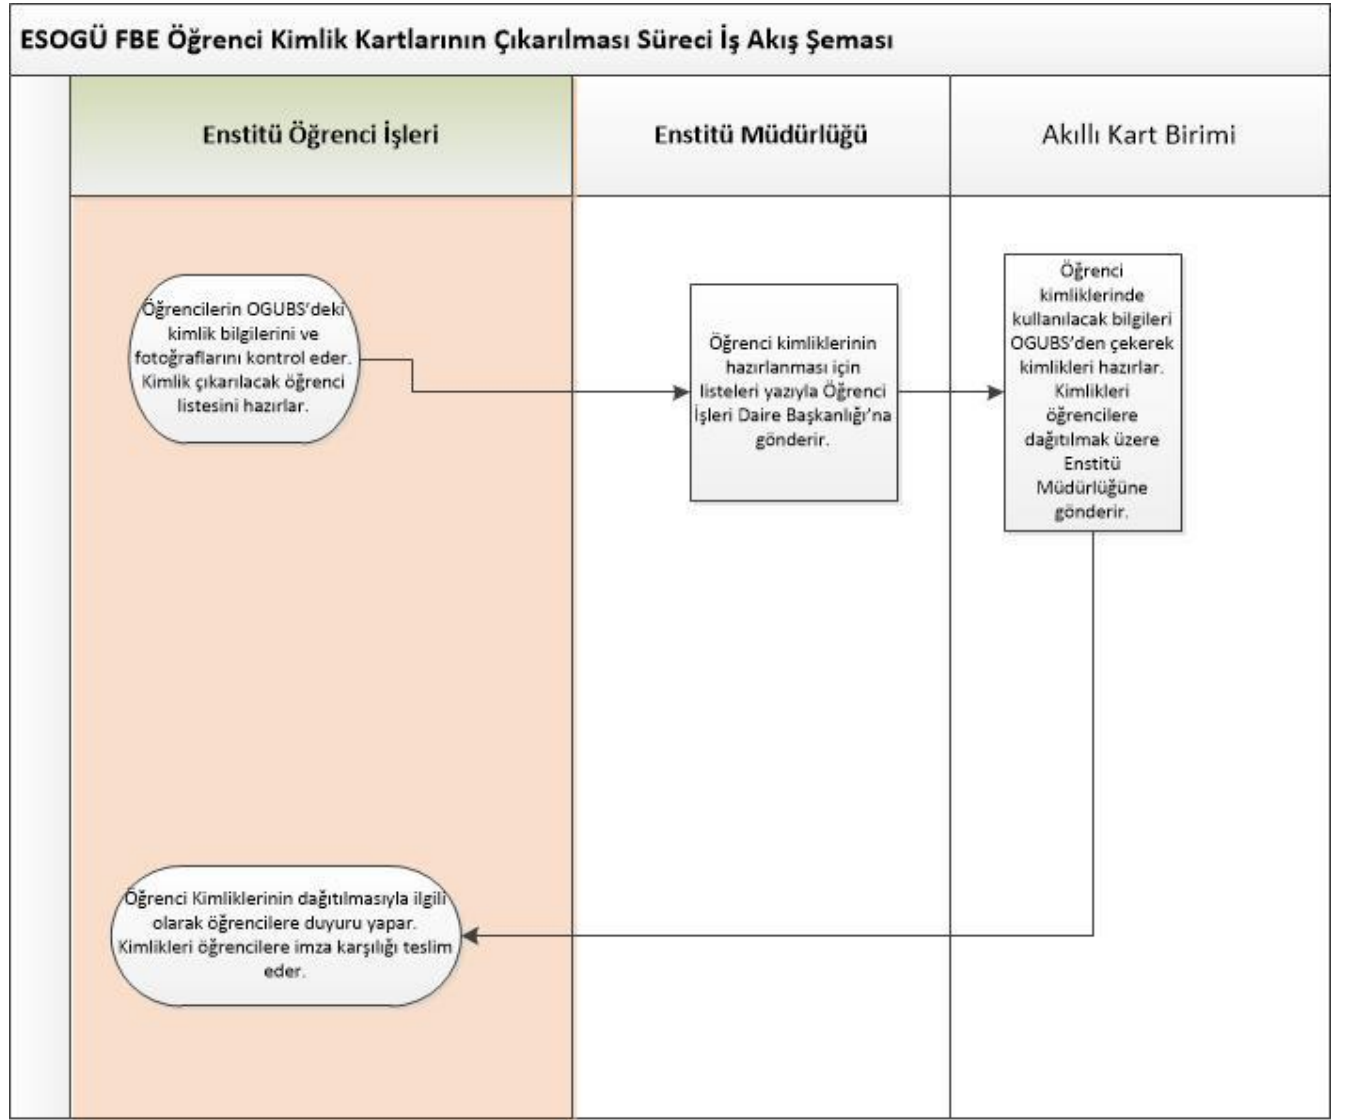 ESOGÜ FBE Öğrenci Kimlik Kartlarının Çıkarılması Süreci İş Akış Şeması
Enstitü Öğrenci İşleri
Enstitü Müdürlüğü
Akıllı Kart Birimi
Öğrencilerin OGUBS’deki
kimlik bilgilerini ve
fotoğraflarını kontrol eder.
Kimlik çıkarılacak öğrenci
listesini hazırlar.
Öğrenci kimliklerinin
hazırlanması için
listeleri yazıyla Öğrenci
İşleri Daire Başkanlığı’na
gönderir.
Öğrenci
kimliklerinde
kullanılacak bilgileri
OGUBS’den çekerek
kimlikleri hazırlar.
Kimlikleri
öğrencilere
dağıtılmak üzere
Enstitü
Müdürlüğüne
gönderir.
Öğrenci Kimliklerinin dağıtılmasıyla ilgili
olarak öğrencilere duyuru yapar.
Kimlikleri öğrencilere imza karşılığı teslim
eder.